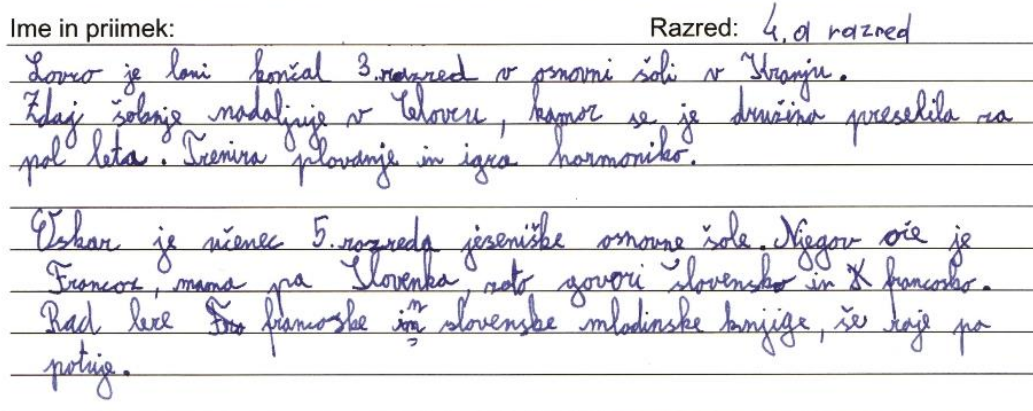 Ime in priimek: Razred: 4. a razred
Lovro je lani končal 3. razred v osnovni šoli v Kranju.
Zdaj šolanje nadaljuje v Celovcu, kamor se je družina preselila za
pol leta. Trenira plavanje in igra harmoniko.
Oskar je učenec 5. razreda jeseniške osnovne šole. Njegov oče je
Francoz, mama pa Slovenka, zato govori slovensko in francosko.
Rad bere francoske in slovenske mladinske knjige, še raje pa
potuje.